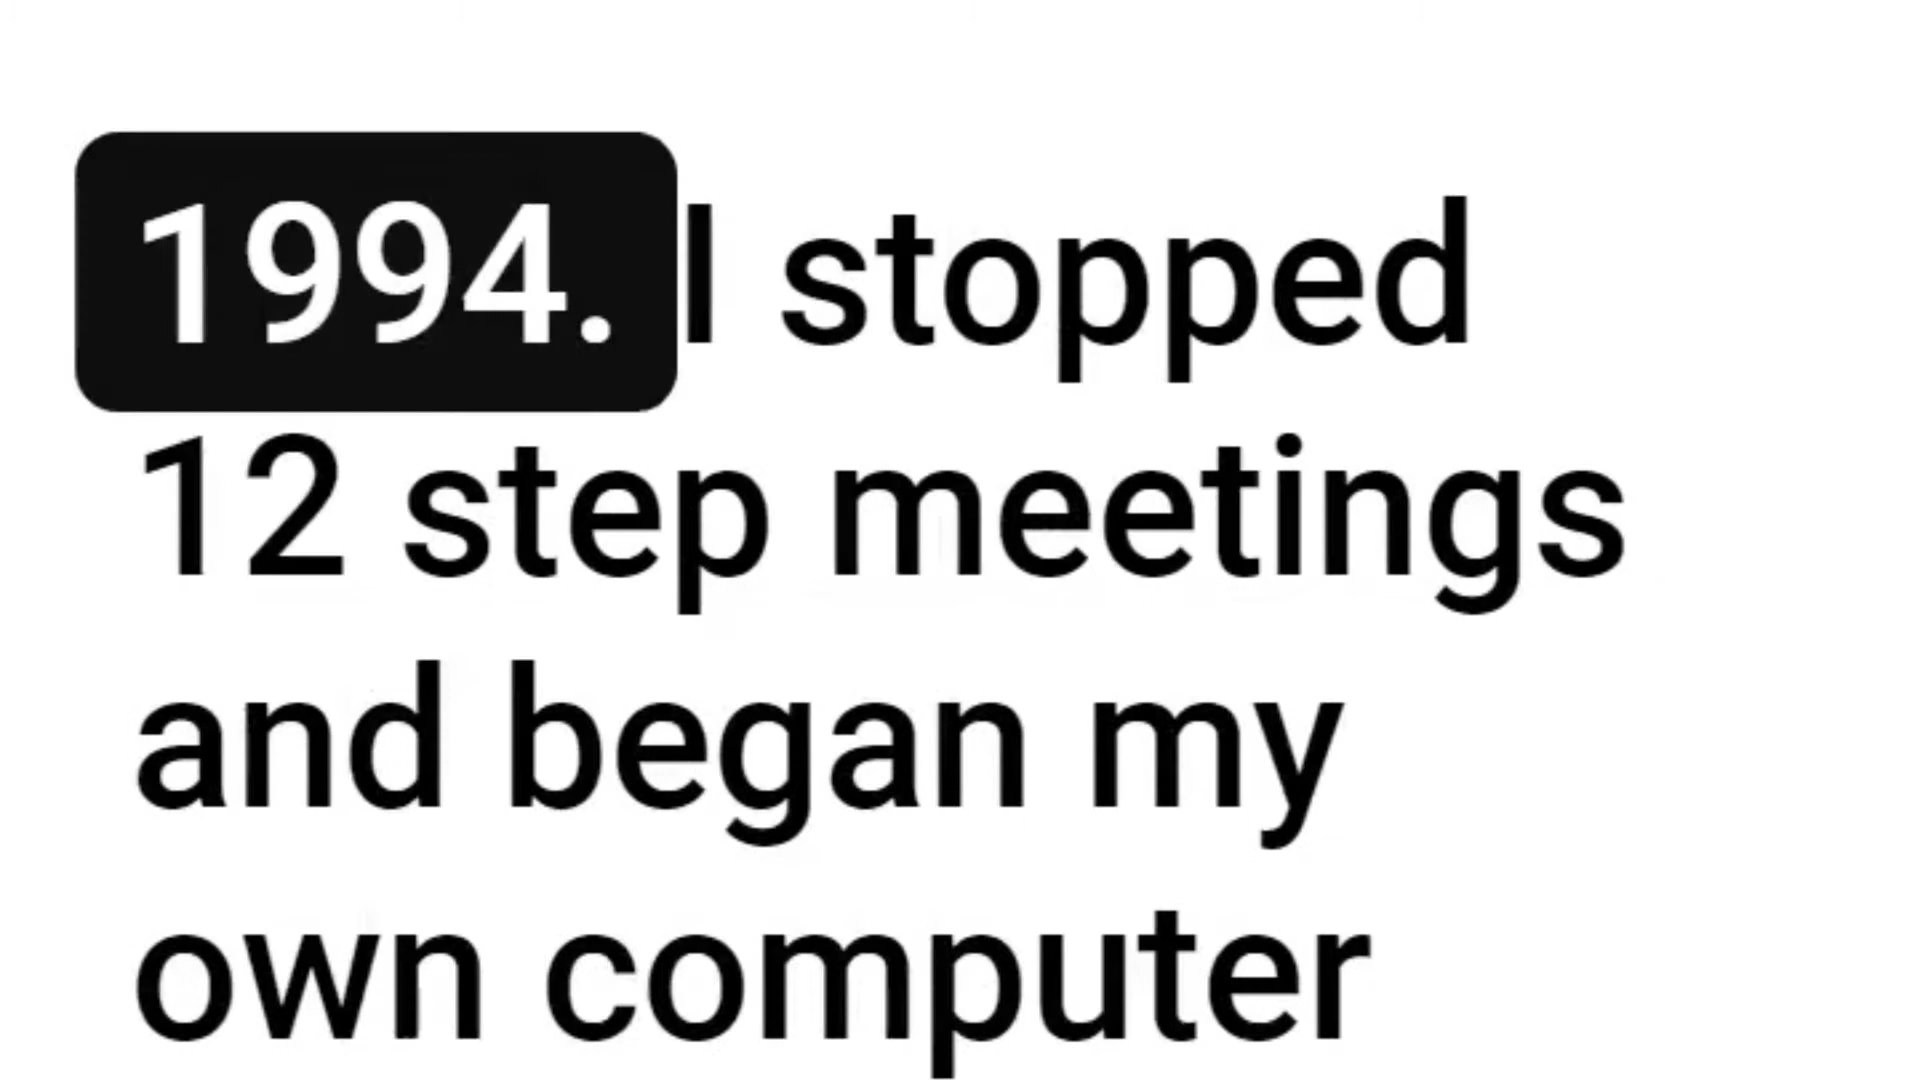 1994. I stopped
12 step meetings
and began my
own computer